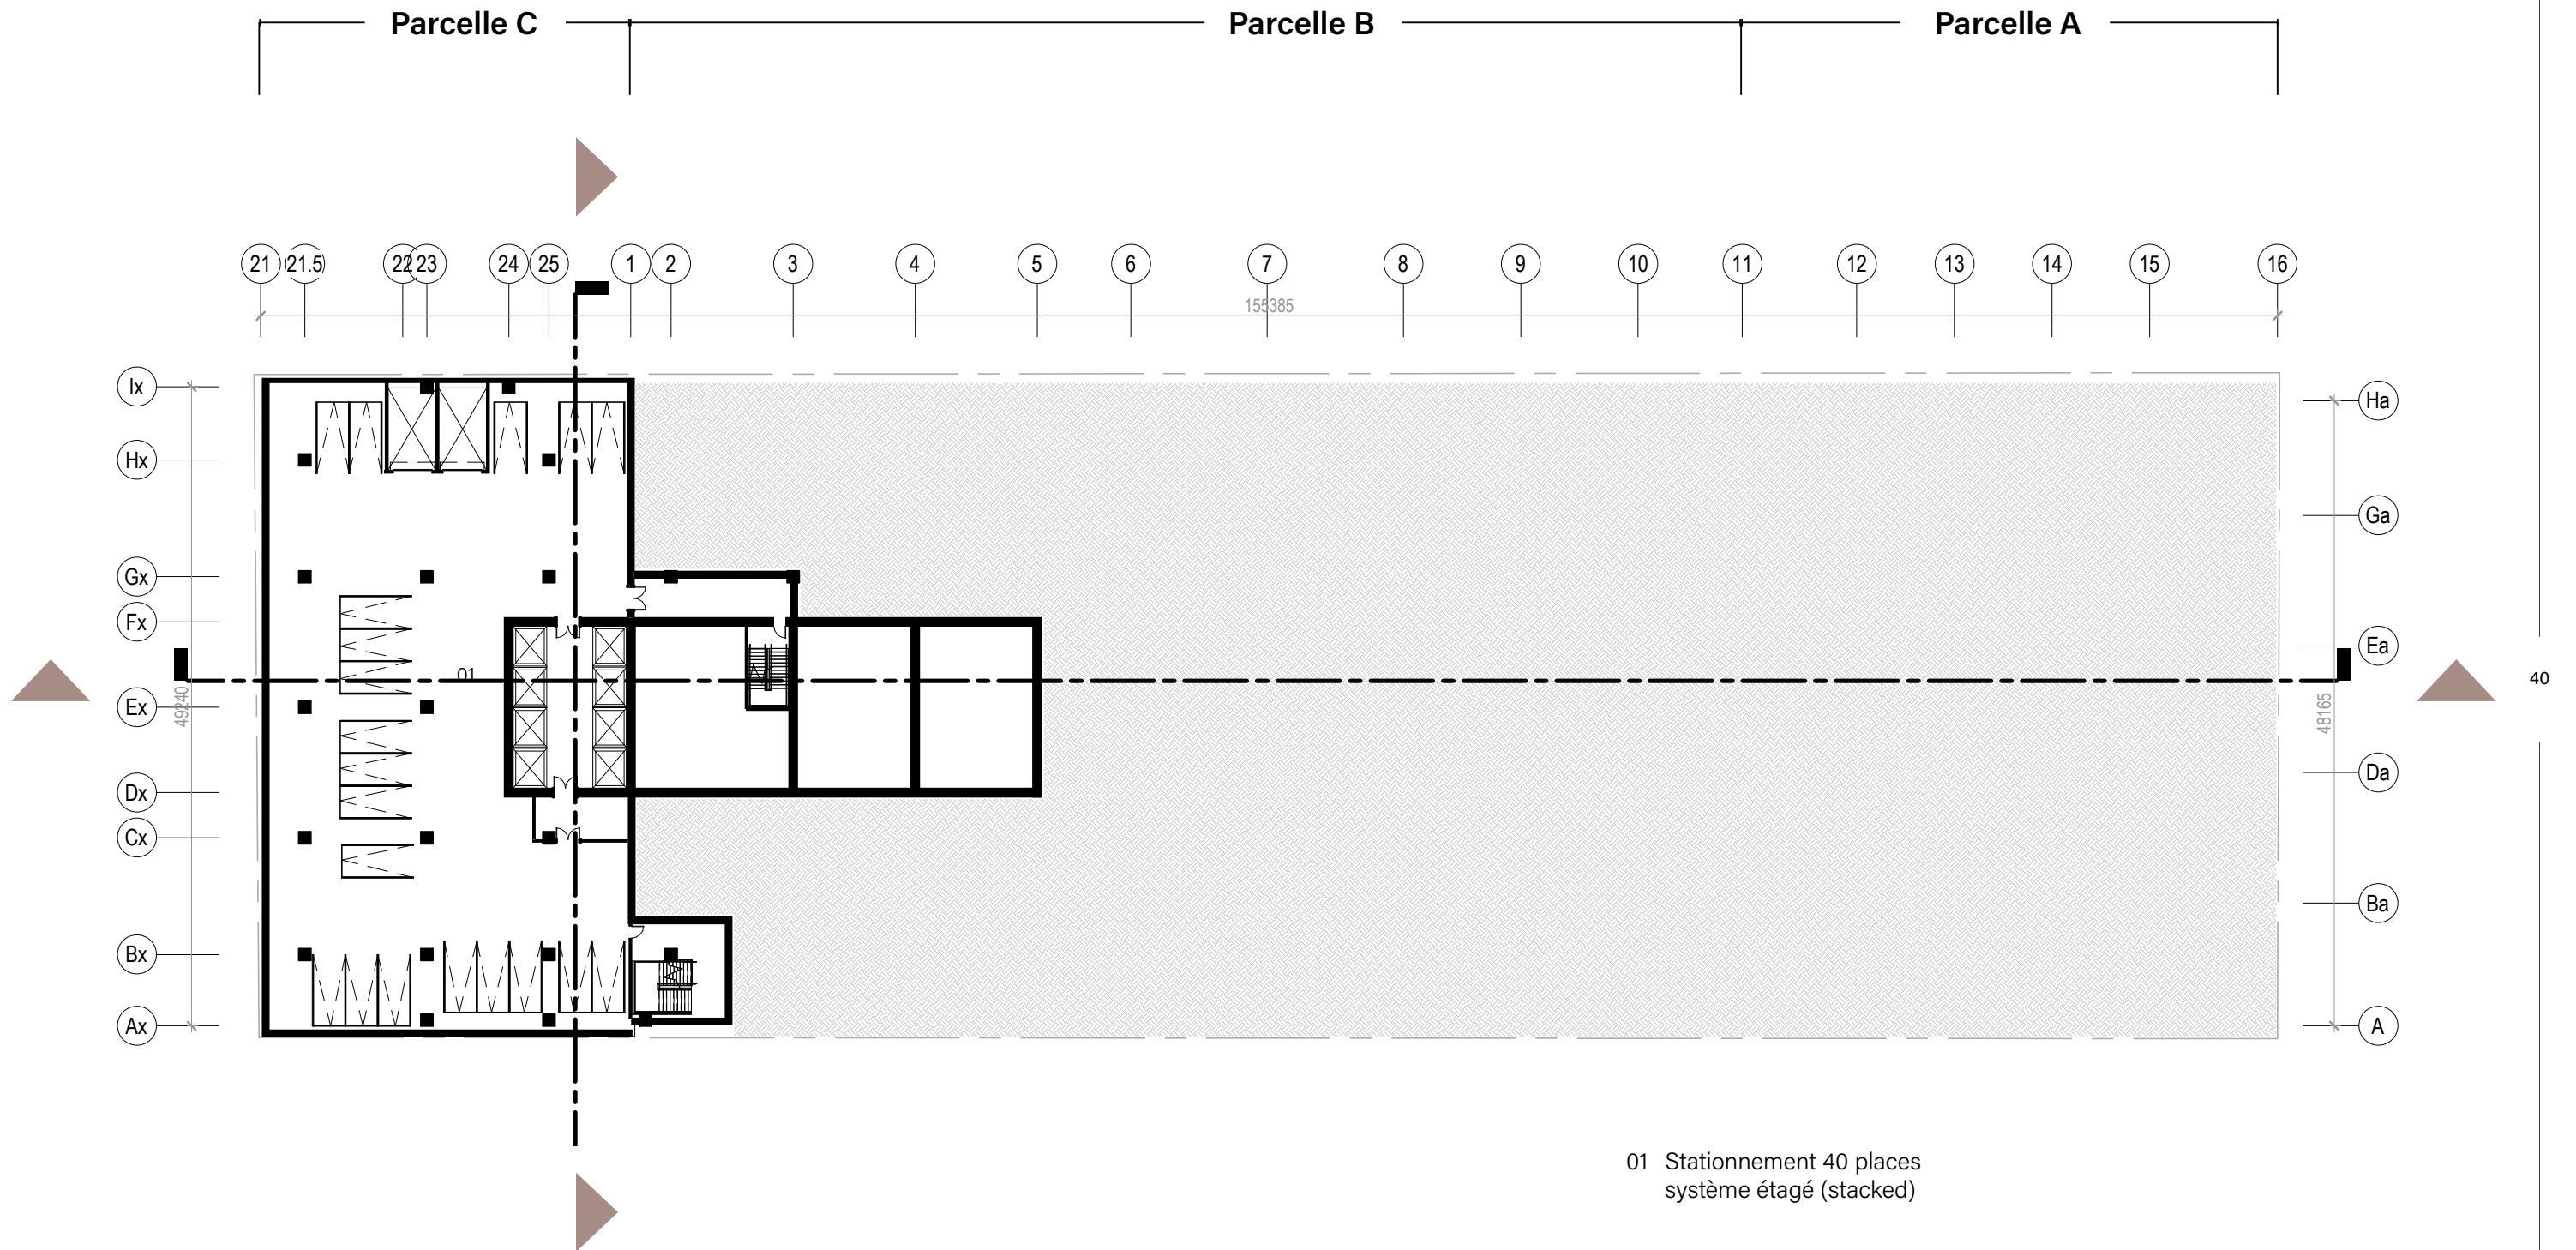 Parcelle C Parcelle B Parcelle A
21 21.5 22 23 24 25 1 2 3 4 5 6 7 8 9 10 11 12 13 14 15 16
155385
Ix
Hx
Gx
Fx
Ex
Dx
Cx
Bx
Ax
49240
01
Ha
Ga
Ea
Da
Ba
A
48165
40
01 Stationnement 40 places
système étagé (stacked)